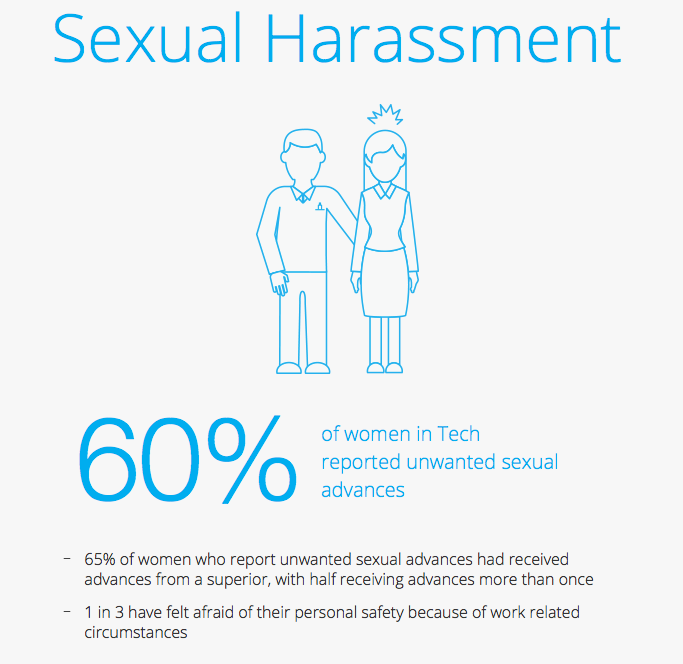 Sexual Harassment
60%
of women in Tech
reported unwanted sexual
advances
– 65% of women who report unwanted sexual advances had received
advances from a superior, with half receiving advances more than once
– 1 in 3 have felt afraid of their personal safety because of work related
circumstances